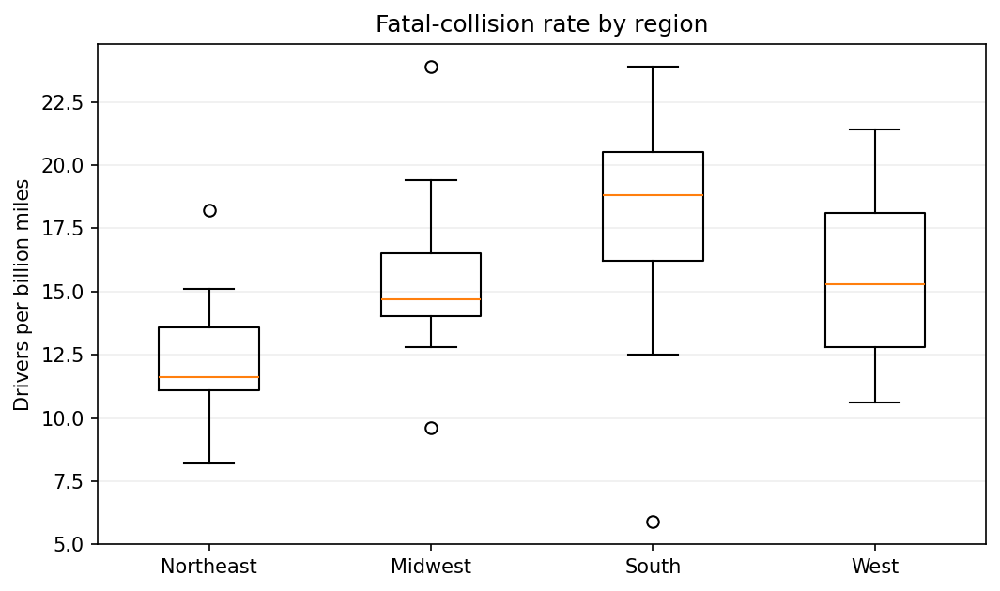 Fatal-collision rate by region
Drivers per billion miles
22.5
20.0
17.5
15.0
12.5
10.0
7.5
5.0
Northeast Midwest South West